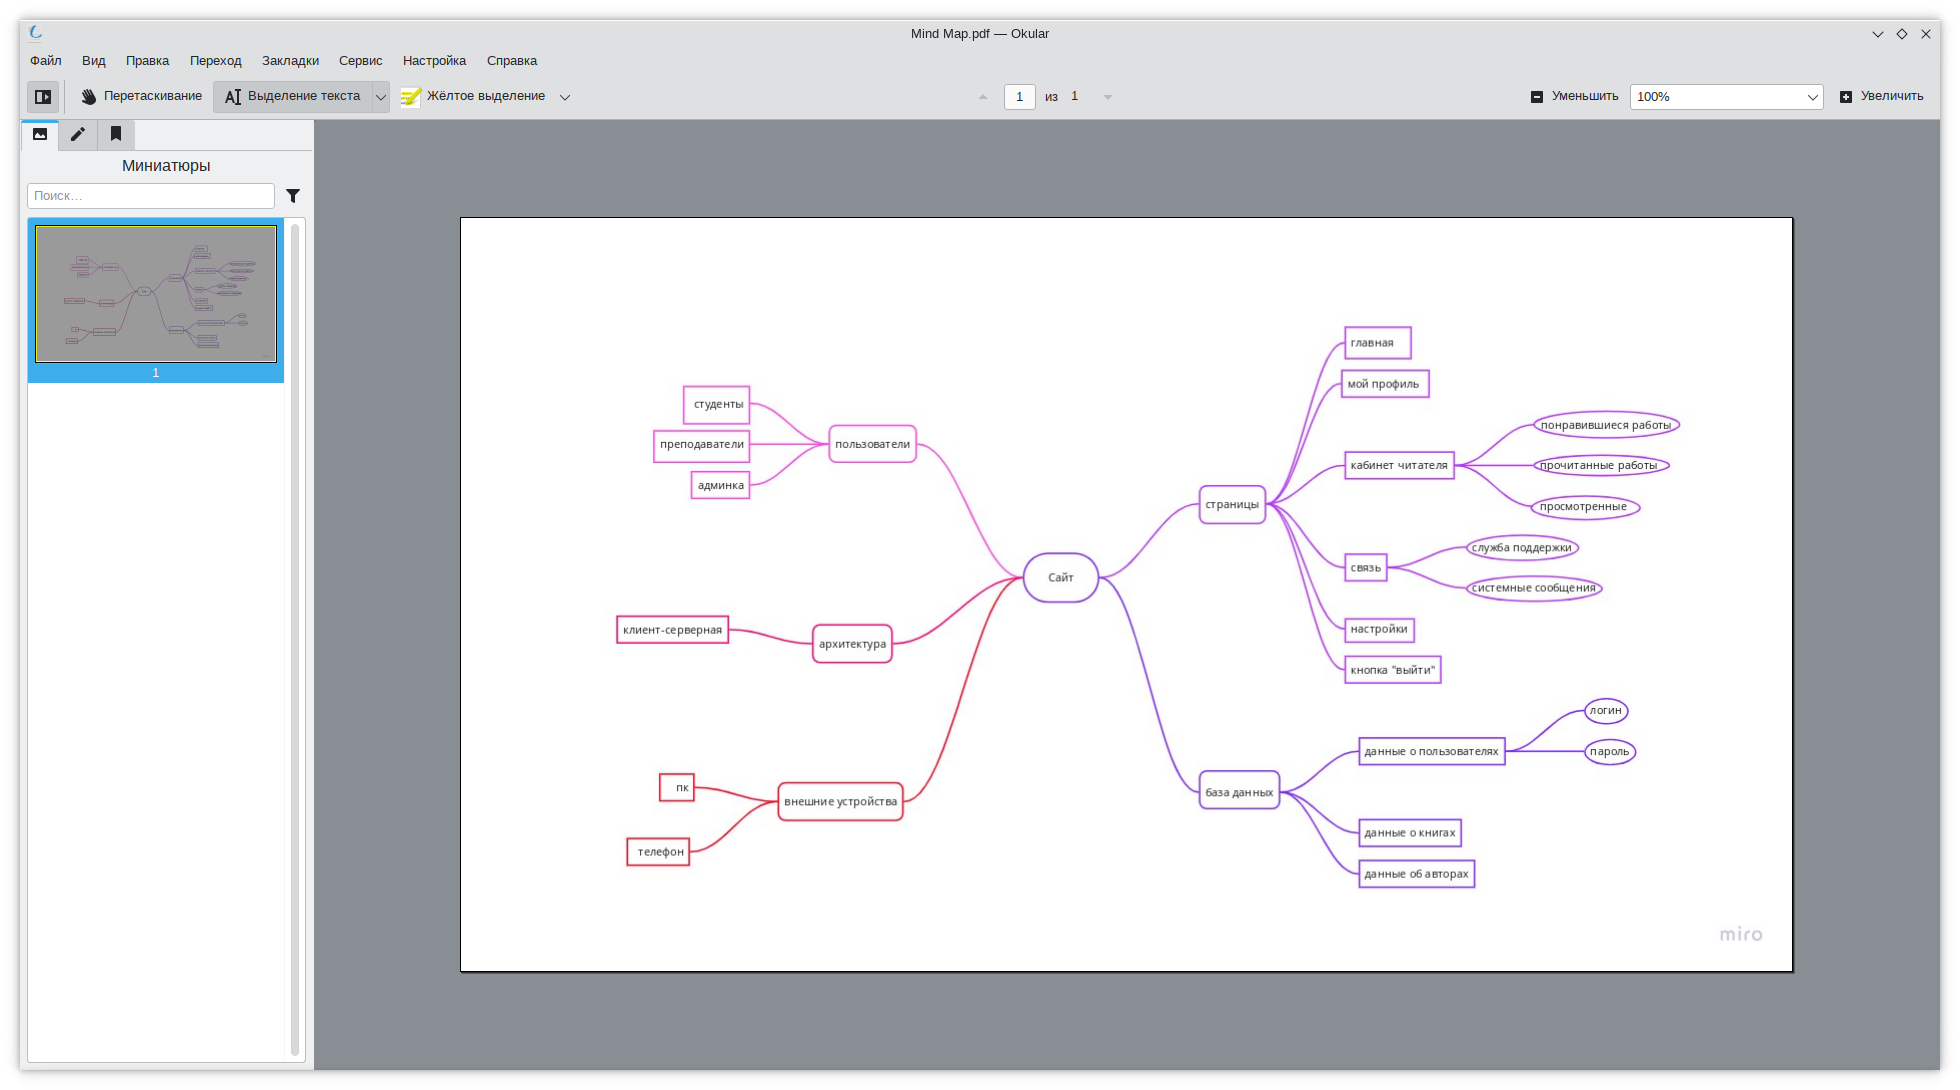 Mind Map.pdf — Okular
Файл Вид Правка Переход Закладки Сервис Настройка Справка
Перетаскивание Выделение текста Жёлтое выделение 1 из 1 Уменьшить 100% Увеличить
Миниатюры
Поиск...
1
студенты
преподаватели
админка
пользователи
клиент-серверная
архитектура
пк
телефон
внешние устройства
Сайт
страницы
главная
мой профиль
кабинет читателя
понравившиеся работы
прочитанные работы
просмотренные
связь
служба поддержки
системные сообщения
настройки
кнопка "выйти"
база данных
данные о пользователях
логин
пароль
данные о книгах
данные об авторах
miro